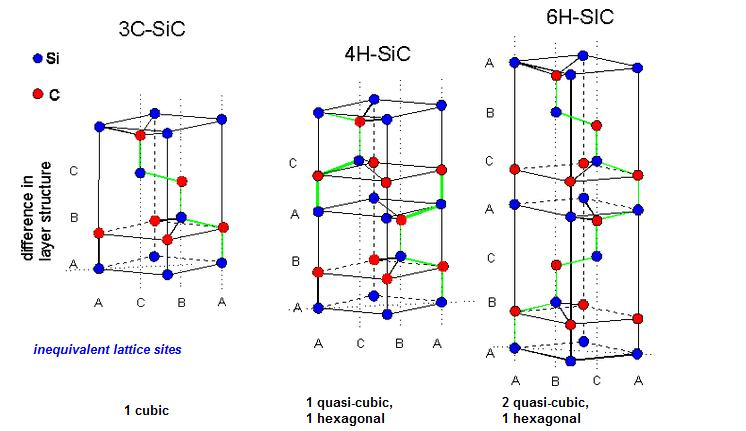 3C-SiC
4H-SiC
6H-SIC
Si
C
difference in
layer structure
C
B
A
A C B A
C
A
B
A
A C B A
A
B
C
A
C
B
A
A B C A
inequivalent lattice sites
1 cubic
1 quasi-cubic,
1 hexagonal
2 quasi-cubic,
1 hexagonal